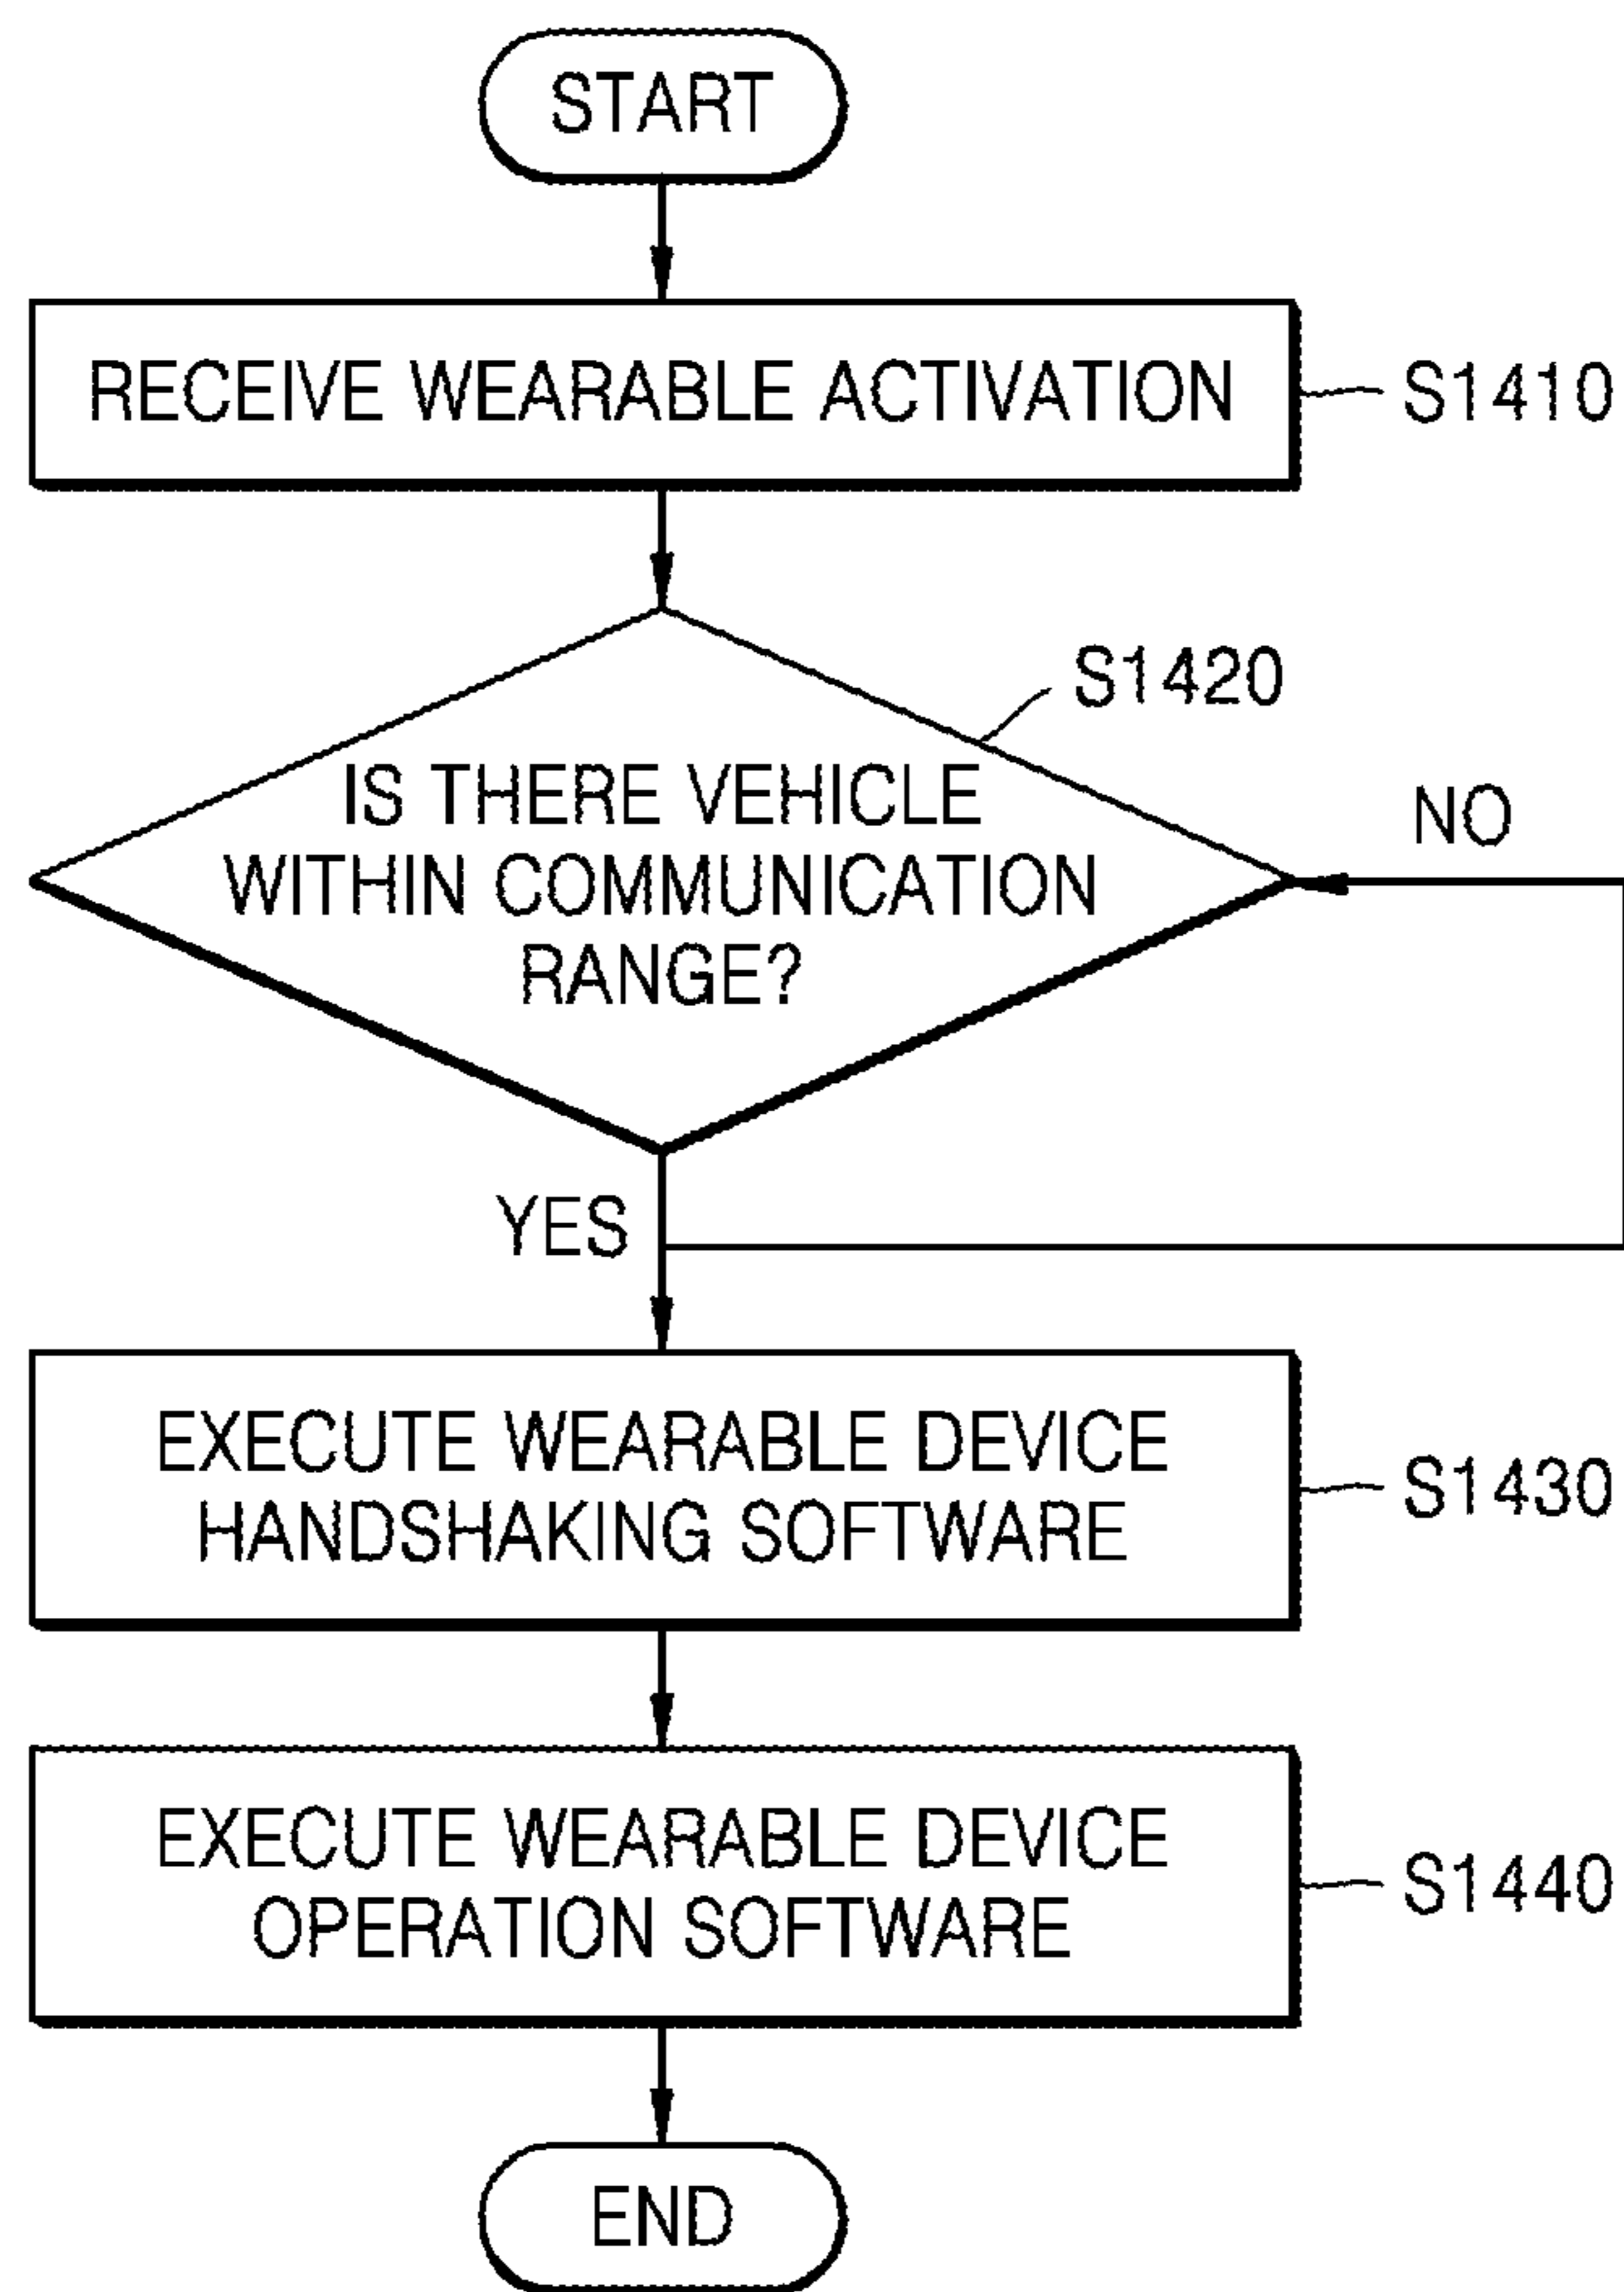 START
RECEIVE WEARABLE ACTIVATION
S1410
S1420
IS THERE VEHICLE
WITHIN COMMUNICATION
RANGE?
NO
YES
EXECUTE WEARABLE DEVICE
HANDSHAKING SOFTWARE
S1430
EXECUTE WEARABLE DEVICE
OPERATION SOFTWARE
S1440
END